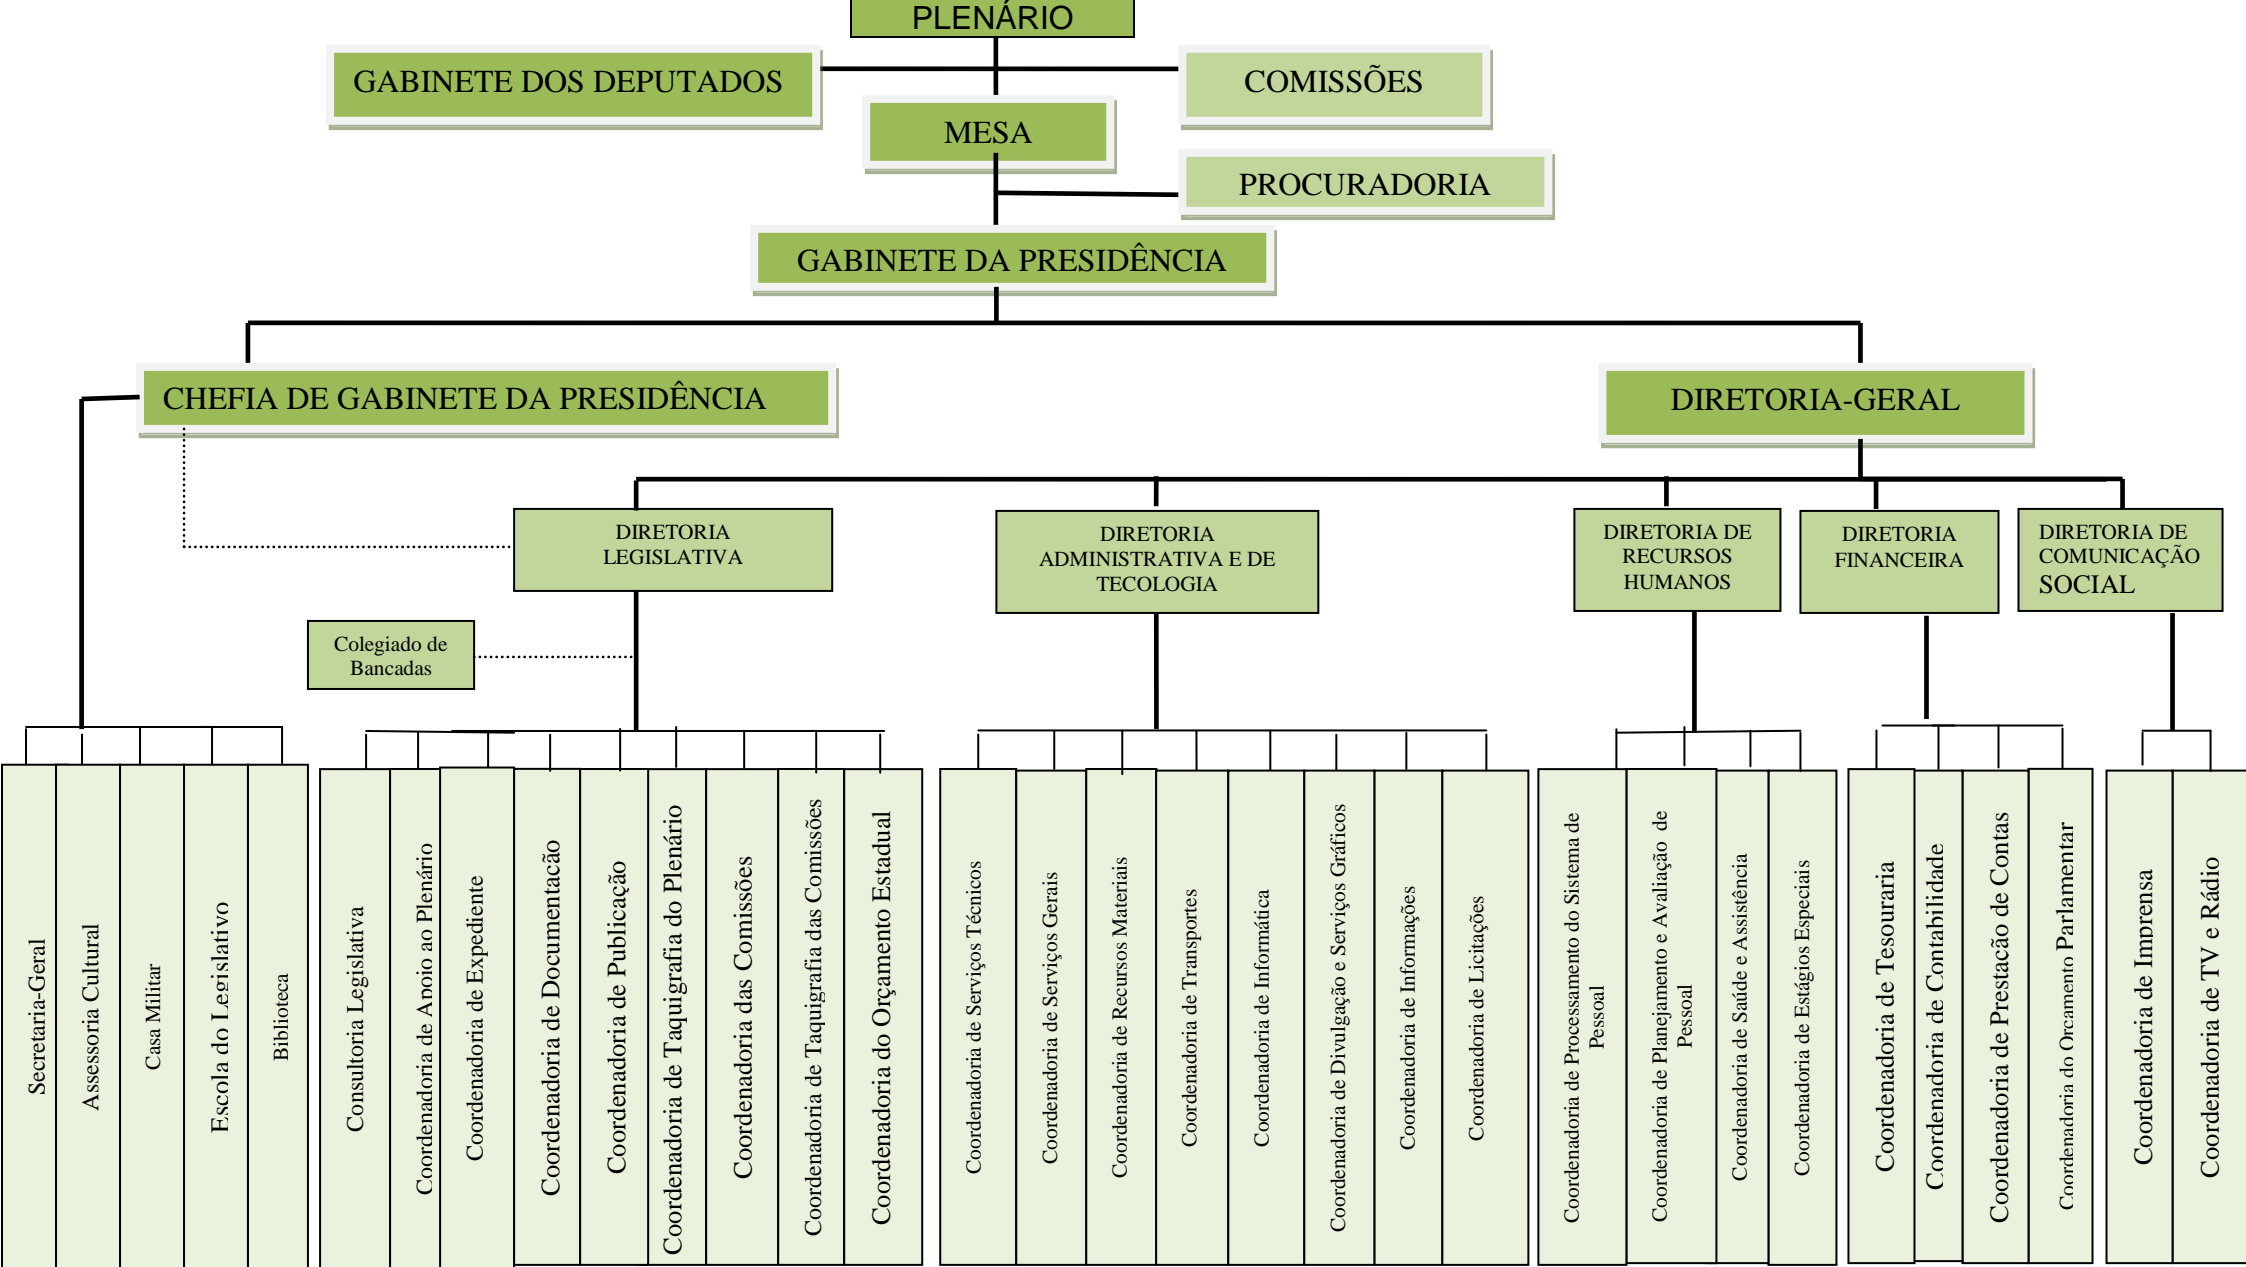 PLENÁRIO
GABINETE DOS DEPUTADOS
COMISSÕES
MESA
PROCURADORIA
GABINETE DA PRESIDÊNCIA
CHEFIA DE GABINETE DA PRESIDÊNCIA
DIRETORIA-GERAL
DIRETORIA
LEGISLATIVA
DIRETORIA
ADMINISTRATIVA E DE
TECOLOGIA
DIRETORIA DE
RECURSOS
HUMANOS
DIRETORIA
FINANCEIRA
DIRETORIA DE
COMUNICAÇÃO
SOCIAL
Colegiado de
Bancadas
Secretaria-Geral
Assessoria Cultural
Casa Militar
Escola do Legislativo
Biblioteca
Consultoria Legislativa
Coordenadoria de Apoio ao Plenário
Coordenadoria de Expediente
Coordenadoria de Documentação
Coordenadoria de Publicação
Coordenadoria de Taquigrafia do Plenário
Coordenadoria das Comissões
Coordenadoria de Taquigrafia das Comissões
Coordenadoria do Orçamento Estadual
Coordenadoria de Serviços Técnicos
Coordenadoria de Serviços Gerais
Coordenadoria de Recursos Materiais
Coordenadoria de Transportes
Coordenadoria de Informática
Coordenadoria de Divulgação e Serviços Gráficos
Coordenadoria de Informações
Coordenadoria de Licitações
Coordenadoria de Processamento do Sistema de
Pessoal
Coordenadoria de Planejamento e Avaliação de
Pessoal
Coordenadoria de Saúde e Assistência
Coordenadoria de Estágios Especiais
Coordenadoria de Tesouraria
Coordenadoria de Contabilidade
Coordenadoria de Prestação de Contas
Coordenadoria do Orçamento Parlamentar
Coordenadoria de Imprensa
Coordenadoria de TV e Rádio